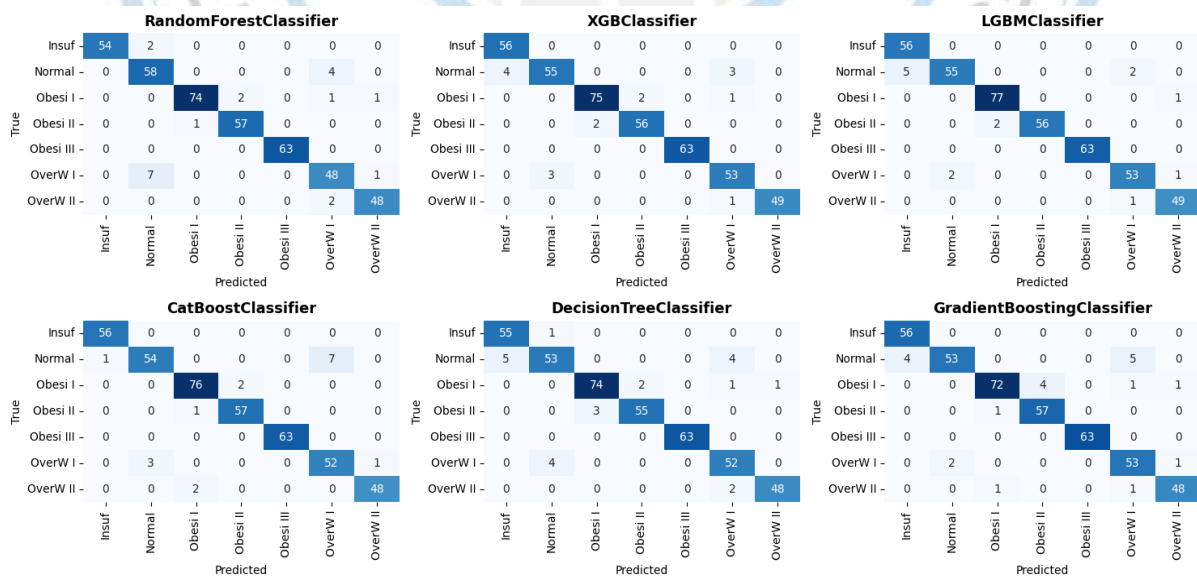 RandomForestClassifier
Insuf 54 2 0 0 0 0 0
Normal 0 58 0 0 0 4 0
Obesi I 0 0 74 2 0 1 1
Obesi II 0 0 1 57 0 0 0
Obesi III 0 0 0 0 63 0 0
OverW I 0 7 0 0 0 48 1
OverW II 0 0 0 0 0 2 48
True
Insuf Normal Obesi I Obesi II Obesi III OverW I OverW II
Predicted
XGBClassifier
Insuf 56 0 0 0 0 0 0
Normal 4 55 0 0 0 3 0
Obesi I 0 0 75 2 0 1 0
Obesi II 0 0 2 56 0 0 0
Obesi III 0 0 0 0 63 0 0
OverW I 0 3 0 0 0 53 0
OverW II 0 0 0 0 0 1 49
True
Insuf Normal Obesi I Obesi II Obesi III OverW I OverW II
Predicted
LGBMClassifier
Insuf 56 0 0 0 0 0 0
Normal 5 55 0 0 0 2 0
Obesi I 0 0 77 0 0 0 1
Obesi II 0 0 2 56 0 0 0
Obesi III 0 0 0 0 63 0 0
OverW I 0 2 0 0 0 53 1
OverW II 0 0 0 0 0 1 49
True
Insuf Normal Obesi I Obesi II Obesi III OverW I OverW II
Predicted
CatBoostClassifier
Insuf 56 0 0 0 0 0 0
Normal 1 54 0 0 0 7 0
Obesi I 0 0 76 2 0 0 0
Obesi II 0 0 1 57 0 0 0
Obesi III 0 0 0 0 63 0 0
OverW I 0 3 0 0 0 52 1
OverW II 0 0 2 0 0 0 48
True
Insuf Normal Obesi I Obesi II Obesi III OverW I OverW II
Predicted
DecisionTreeClassifier
Insuf 55 1 0 0 0 0 0
Normal 5 53 0 0 0 4 0
Obesi I 0 0 74 2 0 1 1
Obesi II 0 0 3 55 0 0 0
Obesi III 0 0 0 0 63 0 0
OverW I 0 4 0 0 0 52 0
OverW II 0 0 0 0 0 2 48
True
Insuf Normal Obesi I Obesi II Obesi III OverW I OverW II
Predicted
GradientBoostingClassifier
Insuf 56 0 0 0 0 0 0
Normal 4 53 0 0 0 5 0
Obesi I 0 0 72 4 0 1 1
Obesi II 0 0 1 57 0 0 0
Obesi III 0 0 0 0 63 0 0
OverW I 0 2 0 0 0 53 1
OverW II 0 0 1 0 0 1 48
True
Insuf Normal Obesi I Obesi II Obesi III OverW I OverW II
Predicted